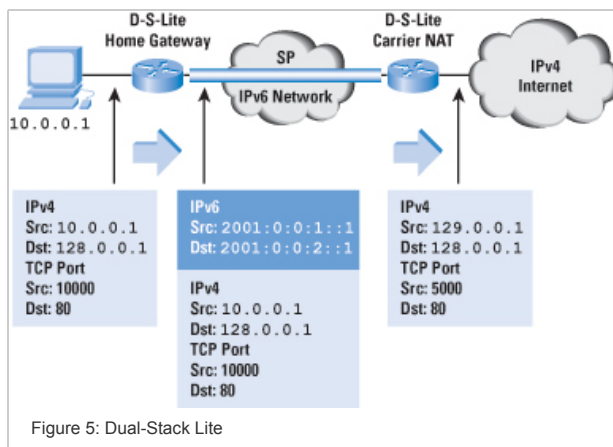 D-S-Lite
Home Gateway
D-S-Lite
Carrier NAT
SP
IPv6 Network
IPv4
Internet
10.0.0.1
IPv4
Src: 10.0.0.1
Dst: 128.0.0.1
TCP Port
Src: 10000
Dst: 80
IPv6
Src: 2001:0:0:1::1
Dst: 2001:0:0:2::1
IPv4
Src: 10.0.0.1
Dst: 128.0.0.1
TCP Port
Src: 10000
Dst: 80
IPv4
Src: 129.0.0.1
Dst: 128.0.0.1
TCP Port
Src: 5000
Dst: 80
Figure 5: Dual-Stack Lite